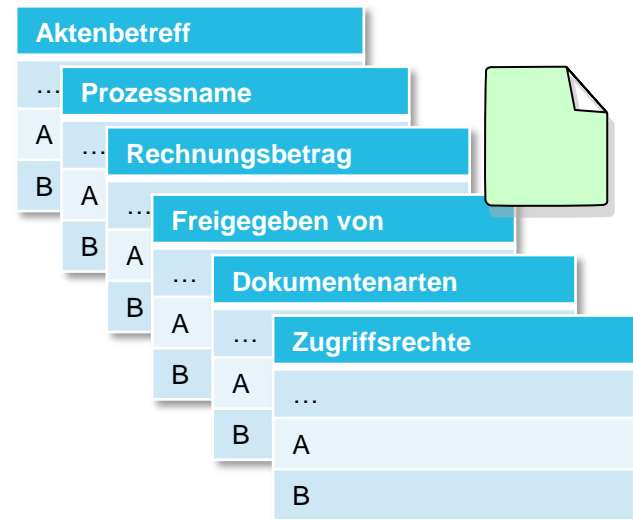 Aktenbetreff
…
A
B
Prozessname
…
A
B
Rechnungsbetrag
…
A
B
Freigegeben von
…
A
B
Dokumentenarten
…
A
B
Zugriffsrechte
…
A
B